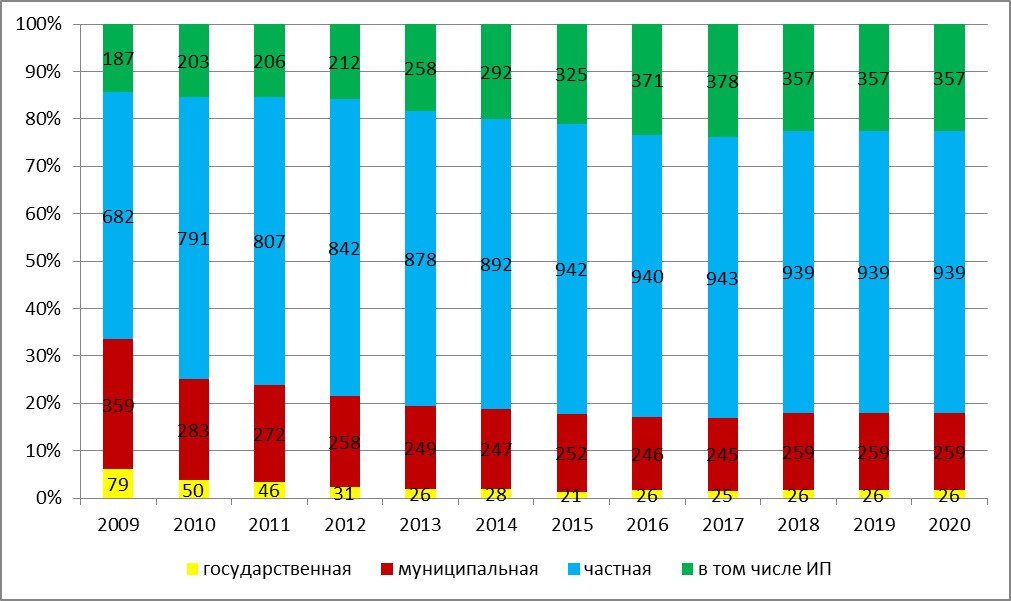 100%
187 203 206 212 258 292 325 371 378 357 357 357
90%
80%
70%
682 791 807 842 878 892 942 940 943 939 939 939
60%
50%
40%
30%
20%
359 283 272 258 249 247 252 246 245 259 259 259
10%
79 50 46 31 26 28 21 26 25 26 26 26
0%
2009 2010 2011 2012 2013 2014 2015 2016 2017 2018 2019 2020
государственная муниципальная частная в том числе ИП